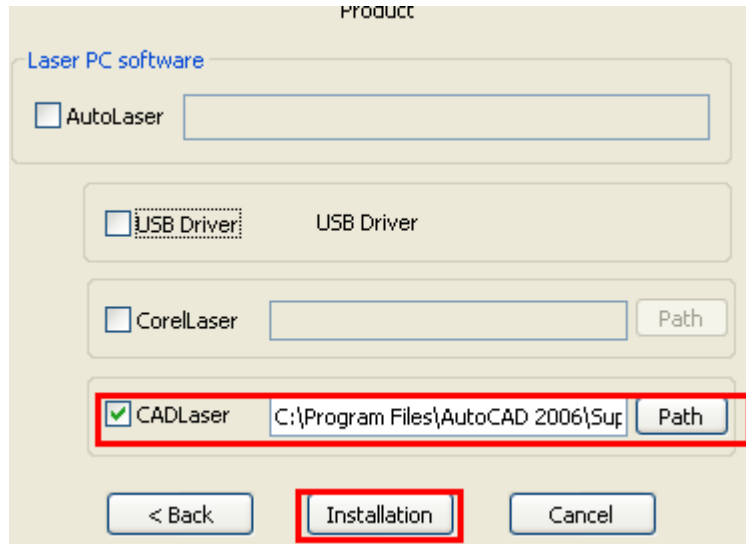 Product
Laser PC software
AutoLaser
USB Driver USB Driver
CorelLaser Path
CADLaser C:\Program Files\AutoCAD 2006\Sup Path
< Back Installation Cancel